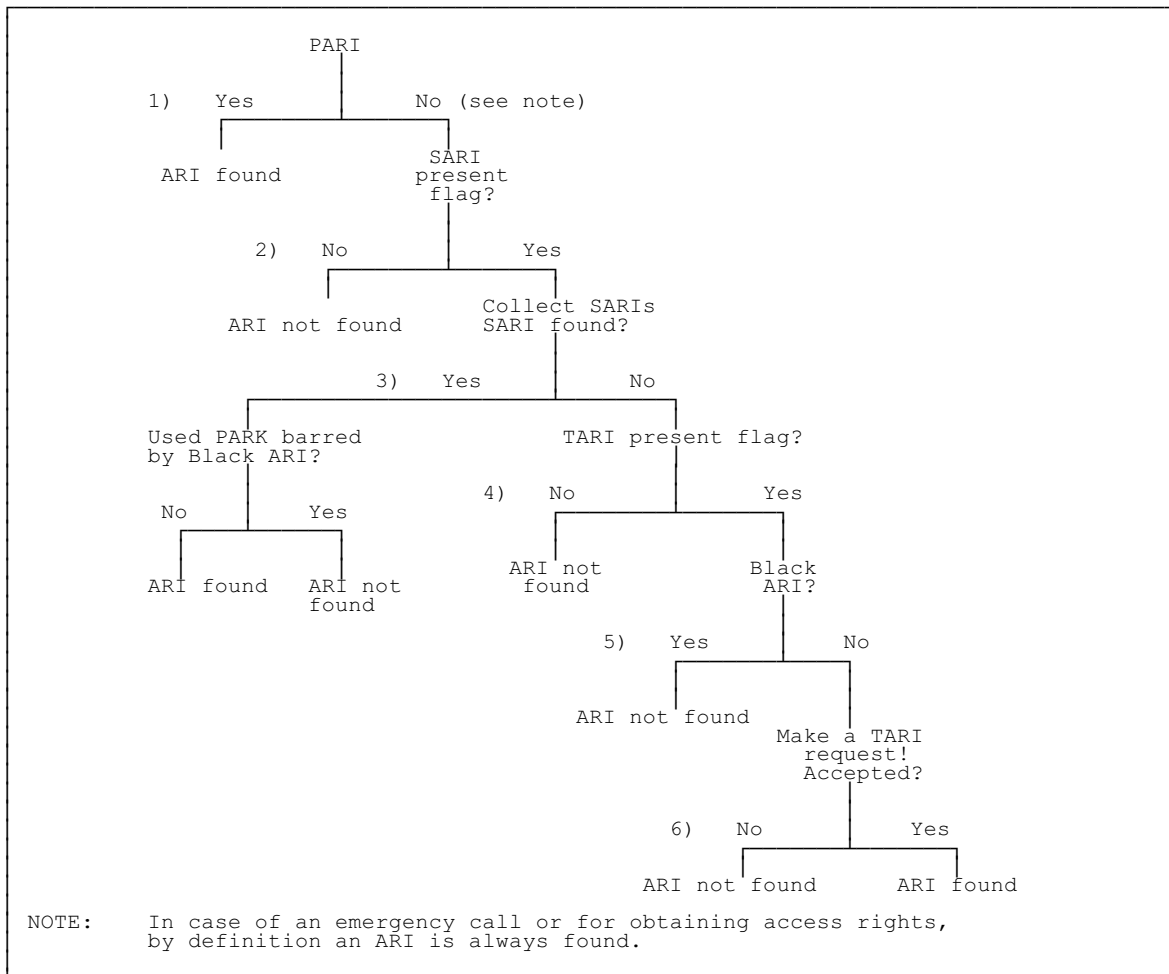 PARI
1) Yes No (see note)
ARI found
SARI
present
flag?
2) No Yes
ARI not found
Collect SARIs
SARI found?
3) Yes No
Used PARK barred
by Black ARI?
TARI present flag?
No Yes
ARI found
ARI not
found
4) No Yes
ARI not
found
Black
ARI?
5) Yes No
ARI not found
Make a TARI
request!
Accepted?
6) No Yes
ARI not found ARI found
NOTE: In case of an emergency call or for obtaining access rights,
by definition an ARI is always found.